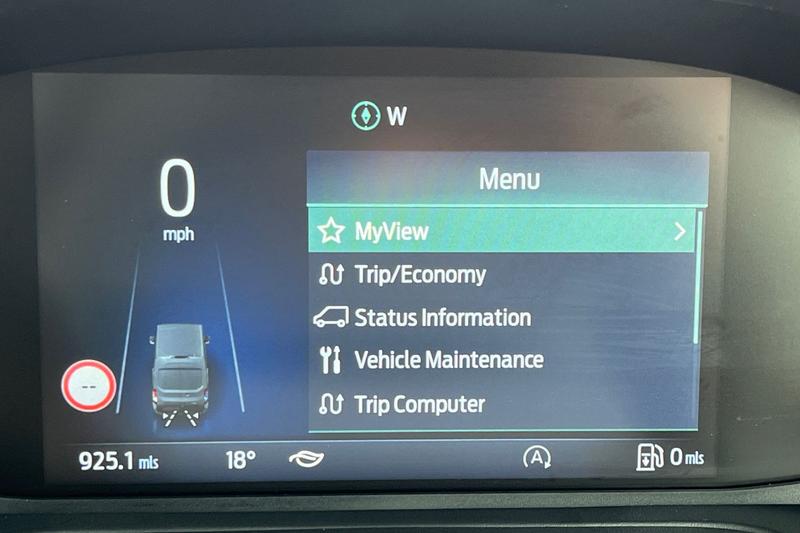 W
0
mph
Menu
MyView
Trip/Economy
Status Information
Vehicle Maintenance
Trip Computer
--
925.1 mls
18°
A
0 mls